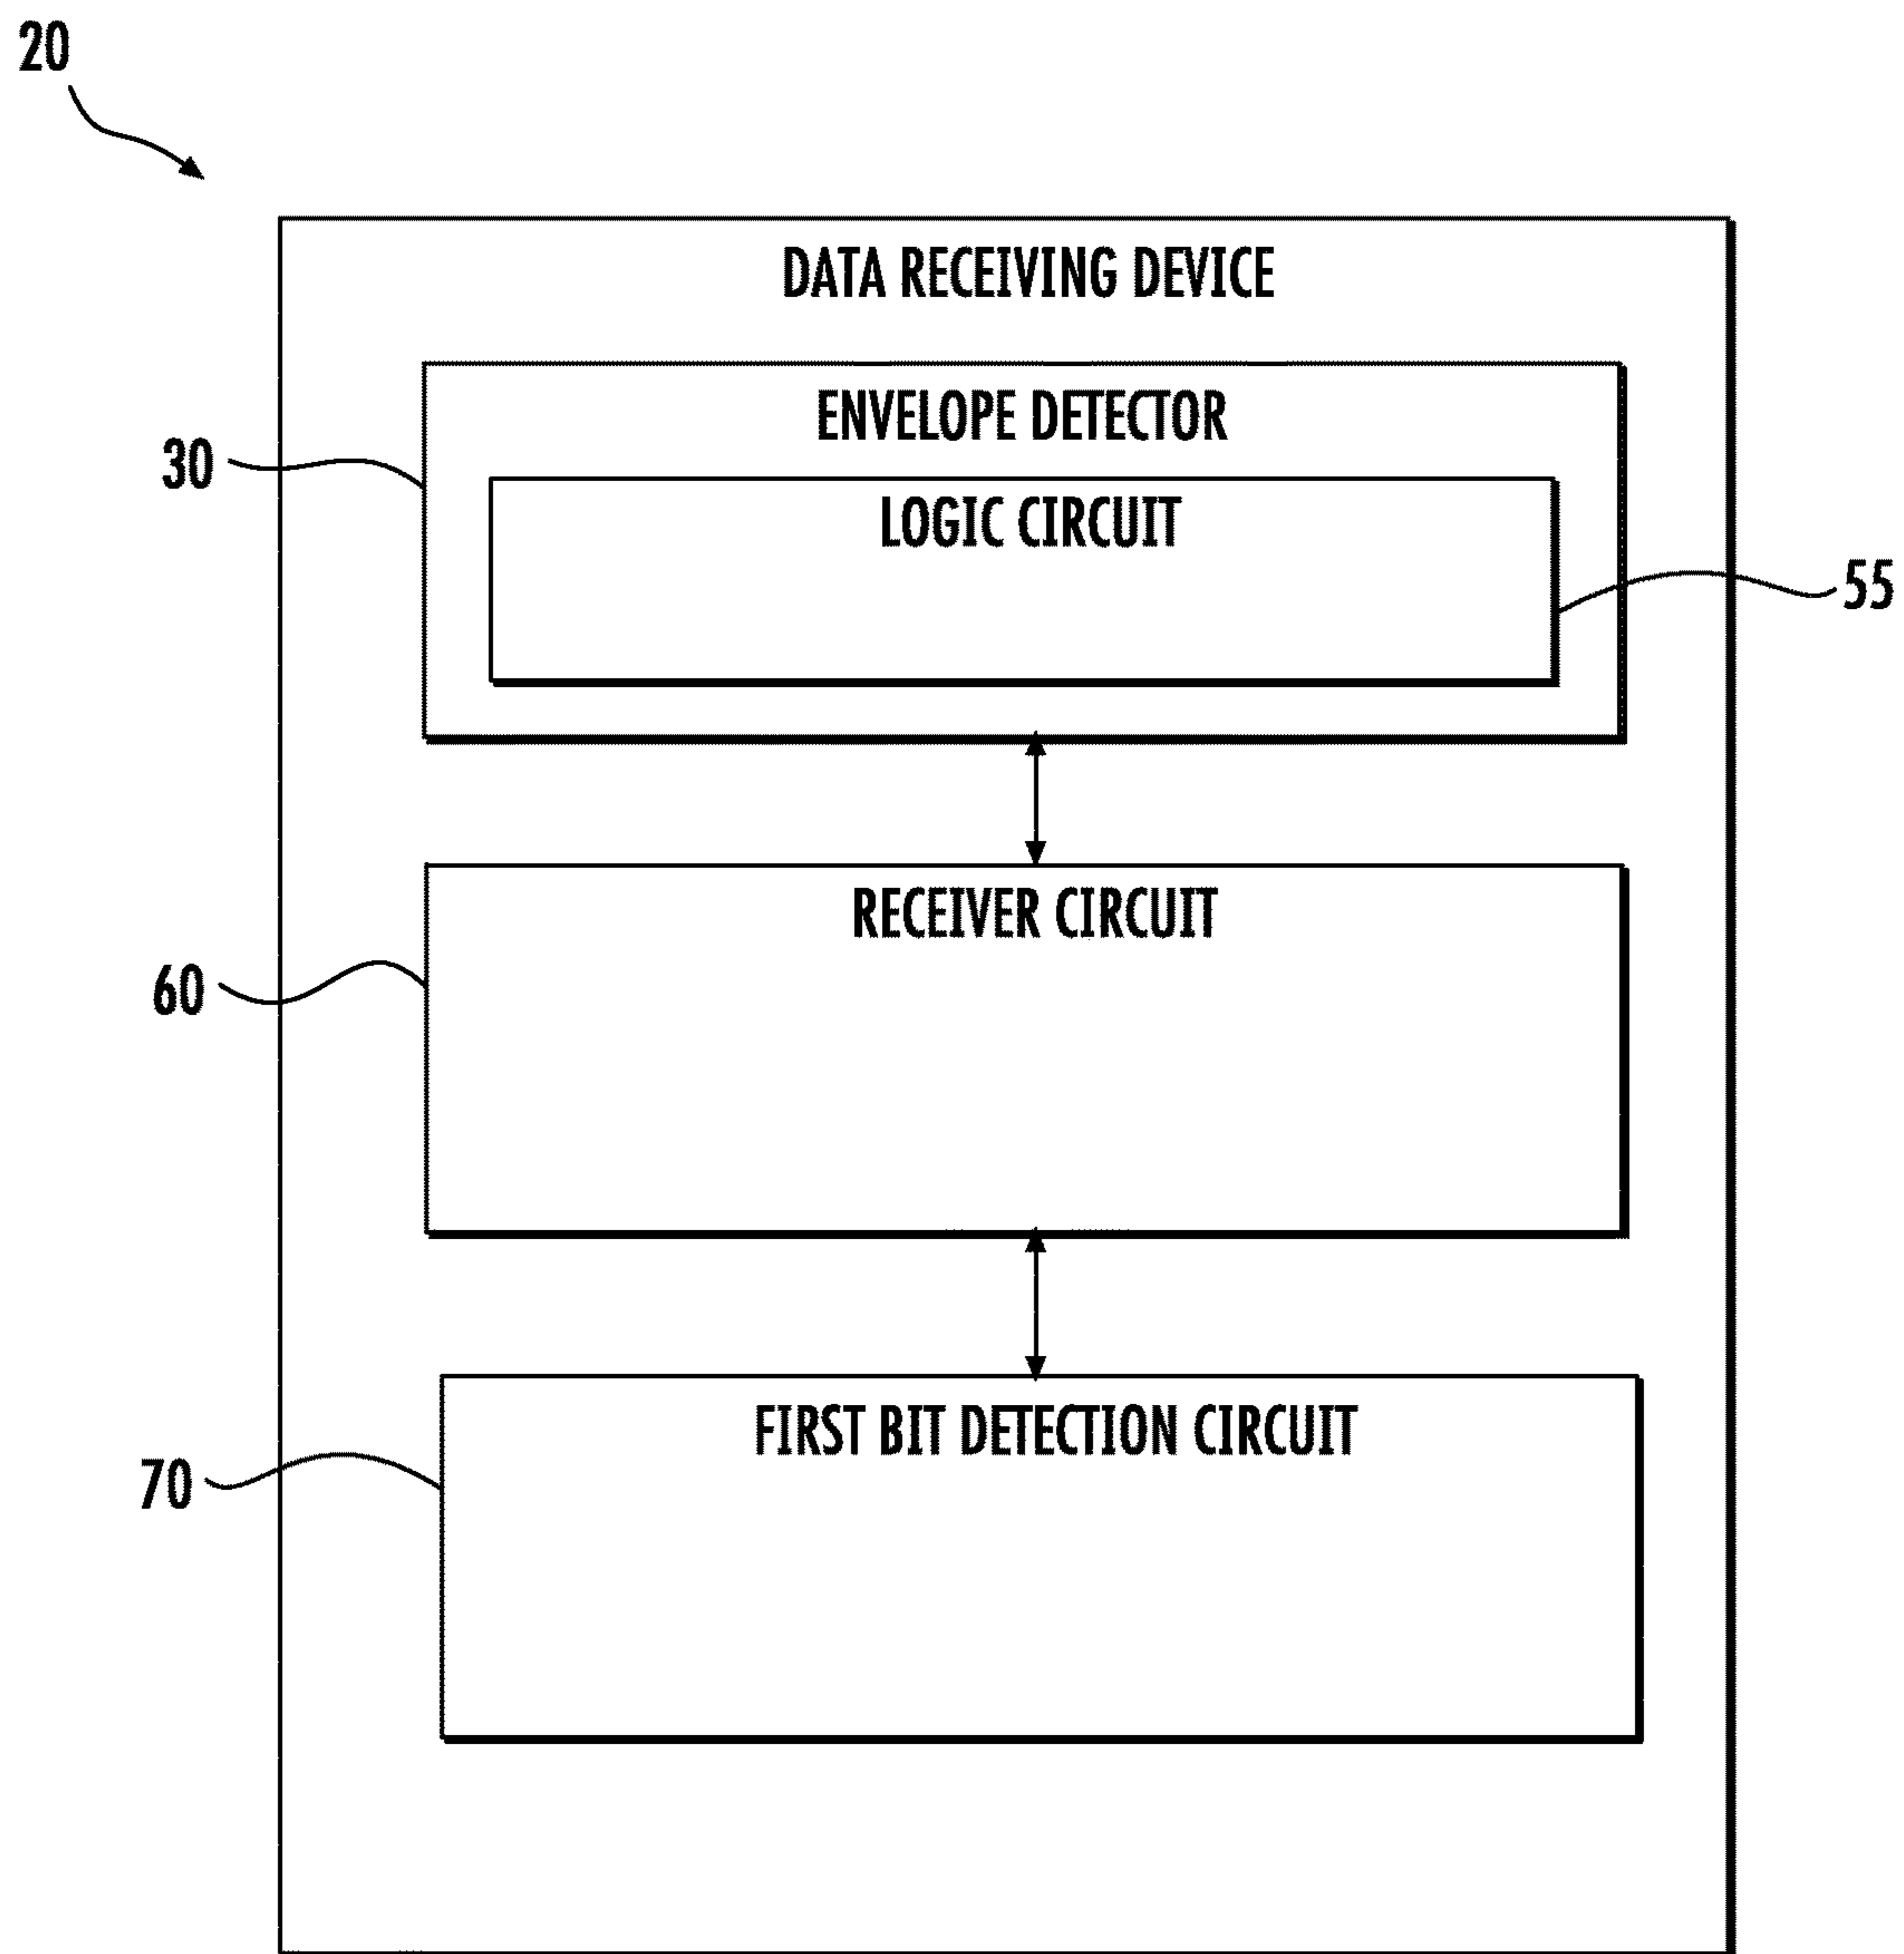 20
DATA RECEIVING DEVICE
ENVELOPE DETECTOR
30
LOGIC CIRCUIT
55
RECEIVER CIRCUIT
60
FIRST BIT DETECTION CIRCUIT
70